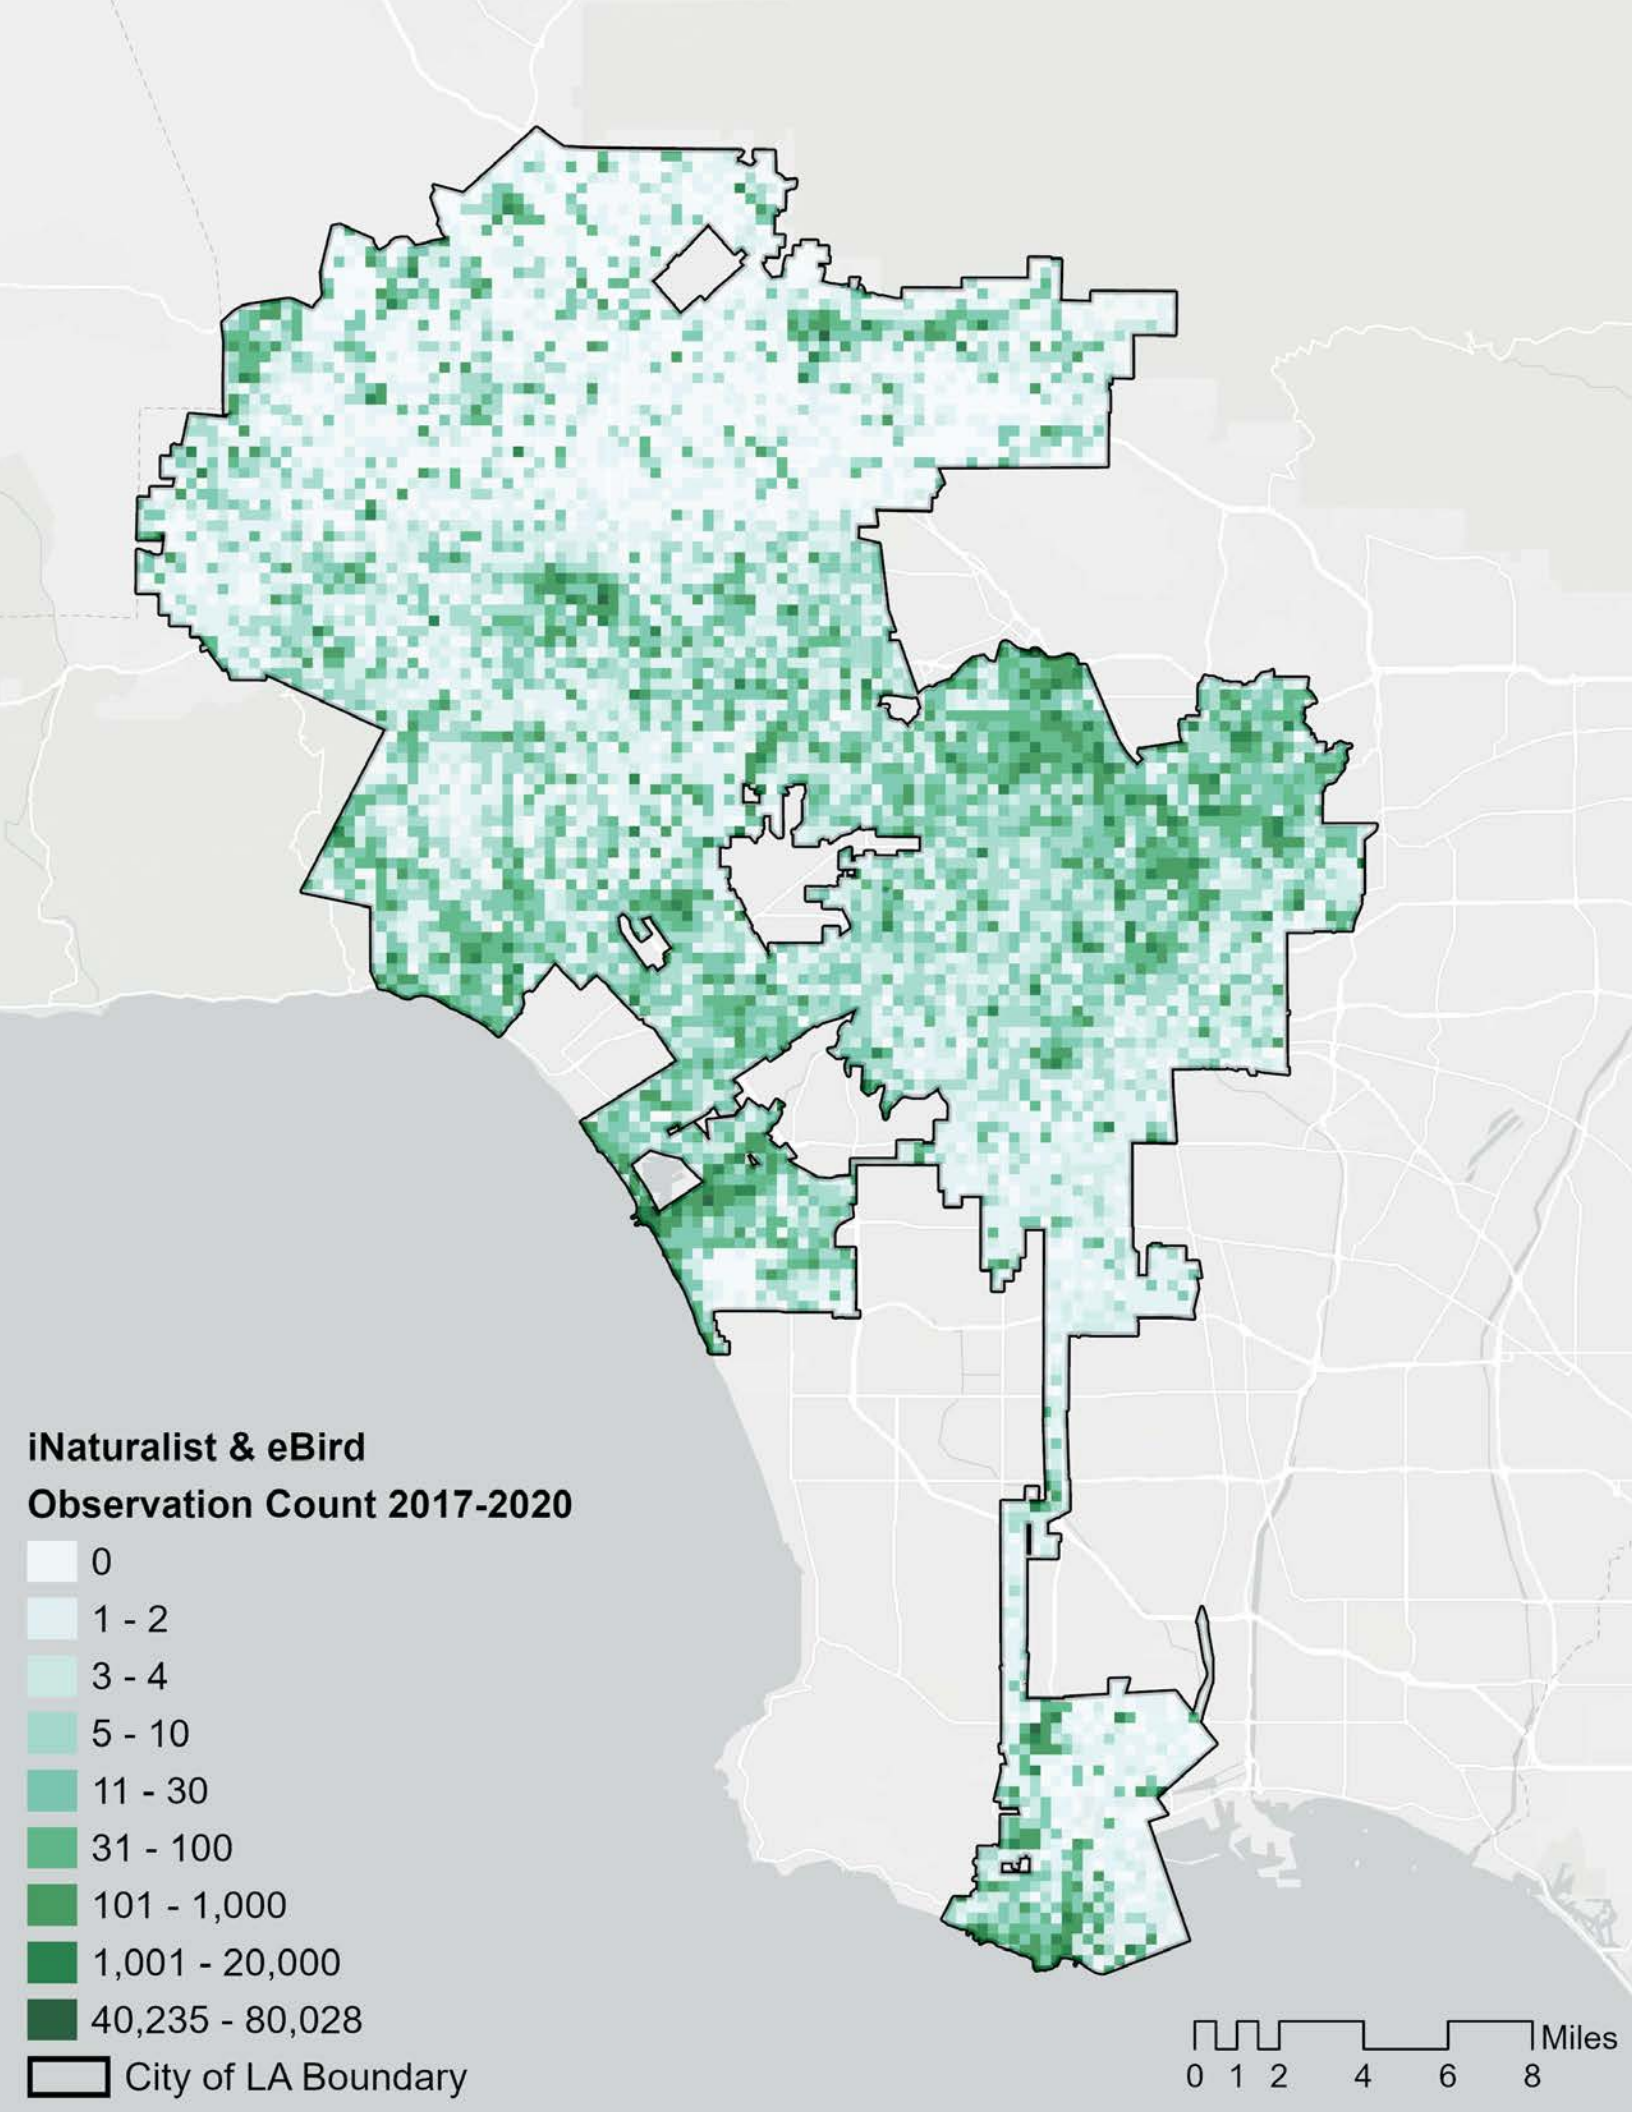 iNaturalist & eBird
Observation Count 2017-2020
0
1 - 2
3 - 4
5 - 10
11 - 30
31 - 100
101 - 1,000
1,001 - 20,000
40,235 - 80,028
City of LA Boundary
Miles
0 1 2 4 6 8